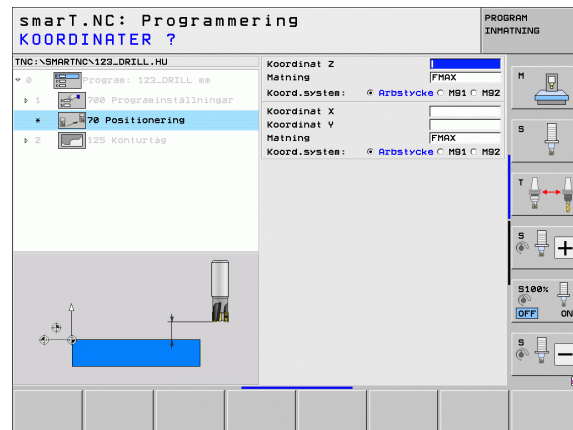 smarT.NC: Programmering
KOORDINATER ?
PROGRAM
INMATNING
TNC:\SMARTNC\123_DRILL.HU
0 Program: 123_DRILL mm
1 700 Programinställningar
* 70 Positionering
2 125 Konturtåg
Koordinat Z
Matning FMAX
Koord.system: Arbstycke M91 M92
Koordinat X
Koordinat Y
Matning FMAX
Koord.system: Arbstycke M91 M92
M
S
T
S
+
S100%
OFF ON
S
−